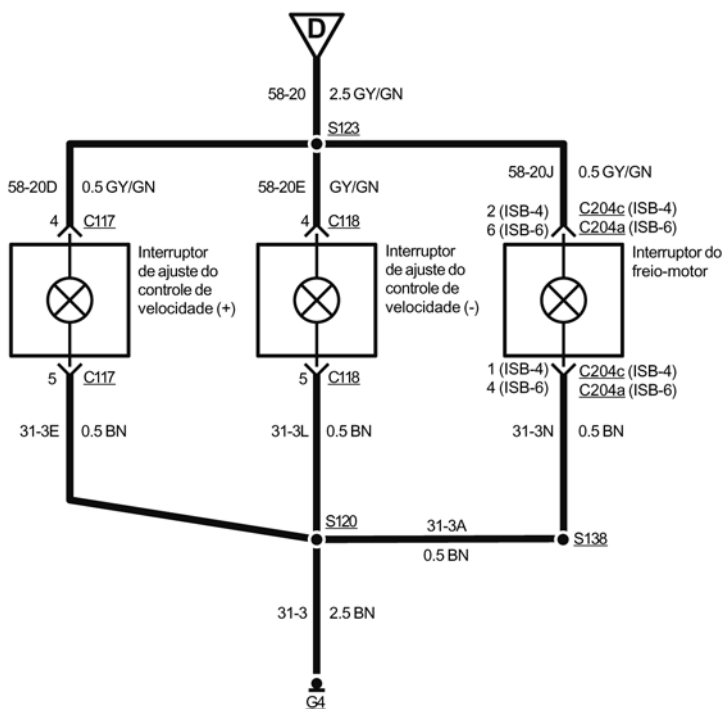 D
58-20 2.5 GY/GN
S123
58-20D 0.5 GY/GN
58-20E GY/GN
58-20J 0.5 GY/GN
4 C117
4 C118
2 (ISB-4) C204c (ISB-4)
6 (ISB-6) C204a (ISB-6)
Interruptor
de ajuste do
controle de
velocidade (+)
Interruptor
de ajuste do
controle de
velocidade (-)
Interruptor do
freio-motor
5 C117
5 C118
1 (ISB-4) C204c (ISB-4)
4 (ISB-6) C204a (ISB-6)
31-3E 0.5 BN
31-3L 0.5 BN
31-3N 0.5 BN
S120
31-3A
S138
0.5 BN
31-3 2.5 BN
G4